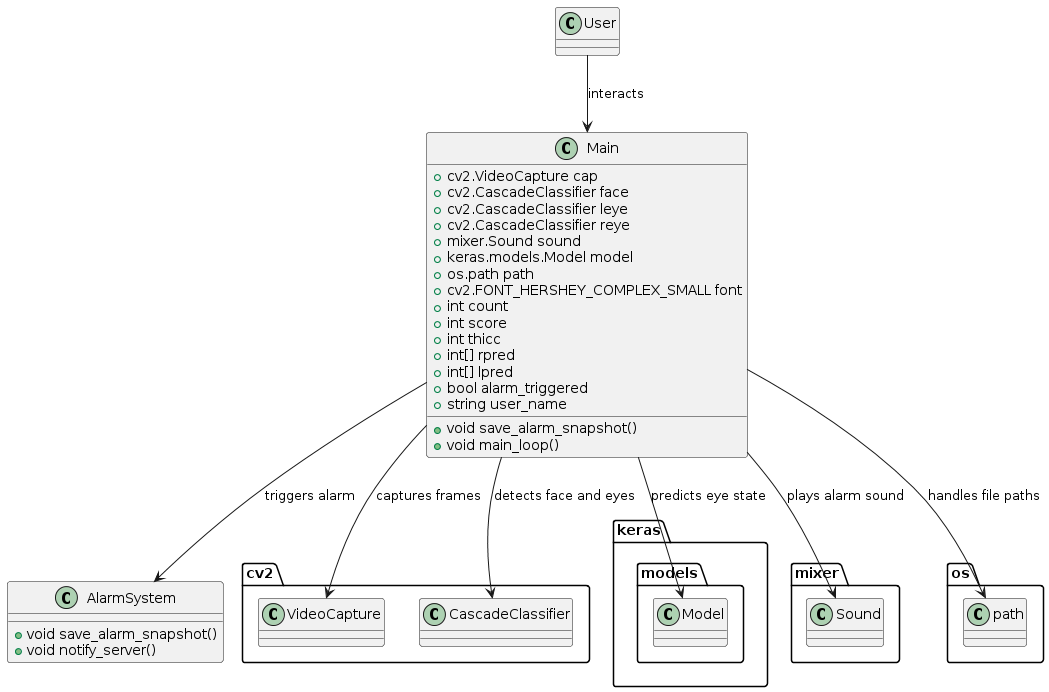 C User
interacts
C Main
cv2.VideoCapture cap
cv2.CascadeClassifier face
cv2.CascadeClassifier leye
cv2.CascadeClassifier reye
mixer.Sound sound
keras.models.Model model
os.path path
cv2.FONT_HERSHEY_COMPLEX_SMALL font
int count
int score
int thicc
int[] rpred
int[] lpred
bool alarm_triggered
string user_name
void save_alarm_snapshot()
void main_loop()
triggers alarm
captures frames
detects face and eyes
predicts eye state
plays alarm sound
handles file paths
C AlarmSystem
void save_alarm_snapshot()
void notify_server()
cv2
C VideoCapture
C CascadeClassifier
keras
models
C Model
mixer
C Sound
os
C path